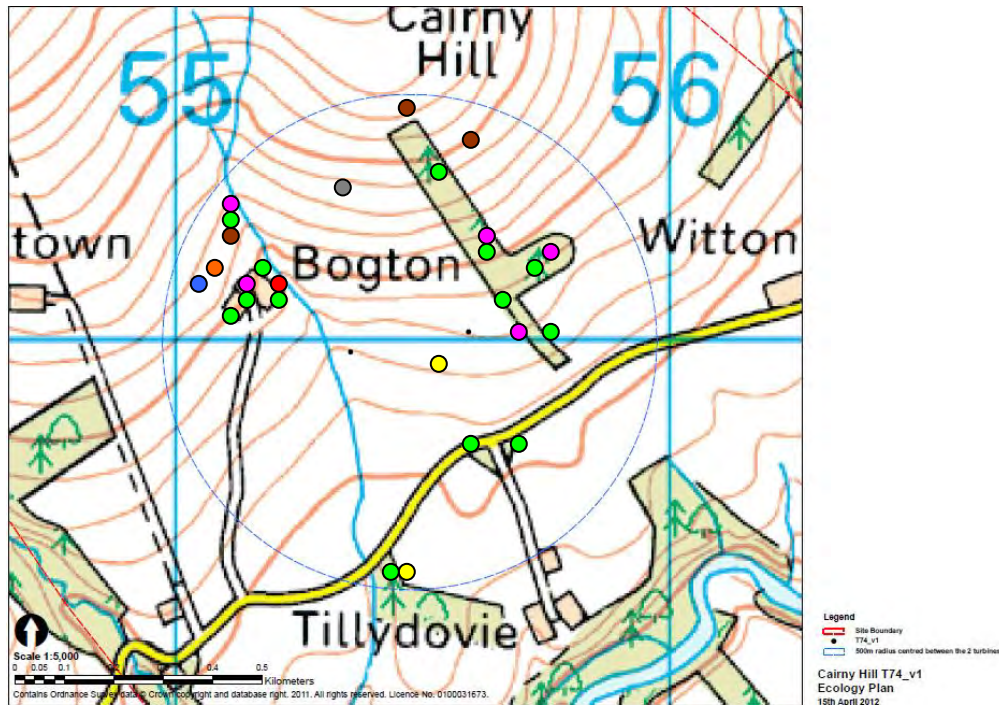 Cairny
Hill
55
56
town
Bogton
Witton
Tillydovie
Scale 1:5,000
0 0.05 0.1 0.2 0.3 0.4 0.5
Kilometers
Contains Ordnance Survey data © Crown copyright and database right. 2011. All rights reserved. Licence No. 0100031673.
Legend
Site Boundary
T74_v1
500m radius centred between the 2 turbines
Cairny Hill T74_v1
Ecology Plan
15th April 2012